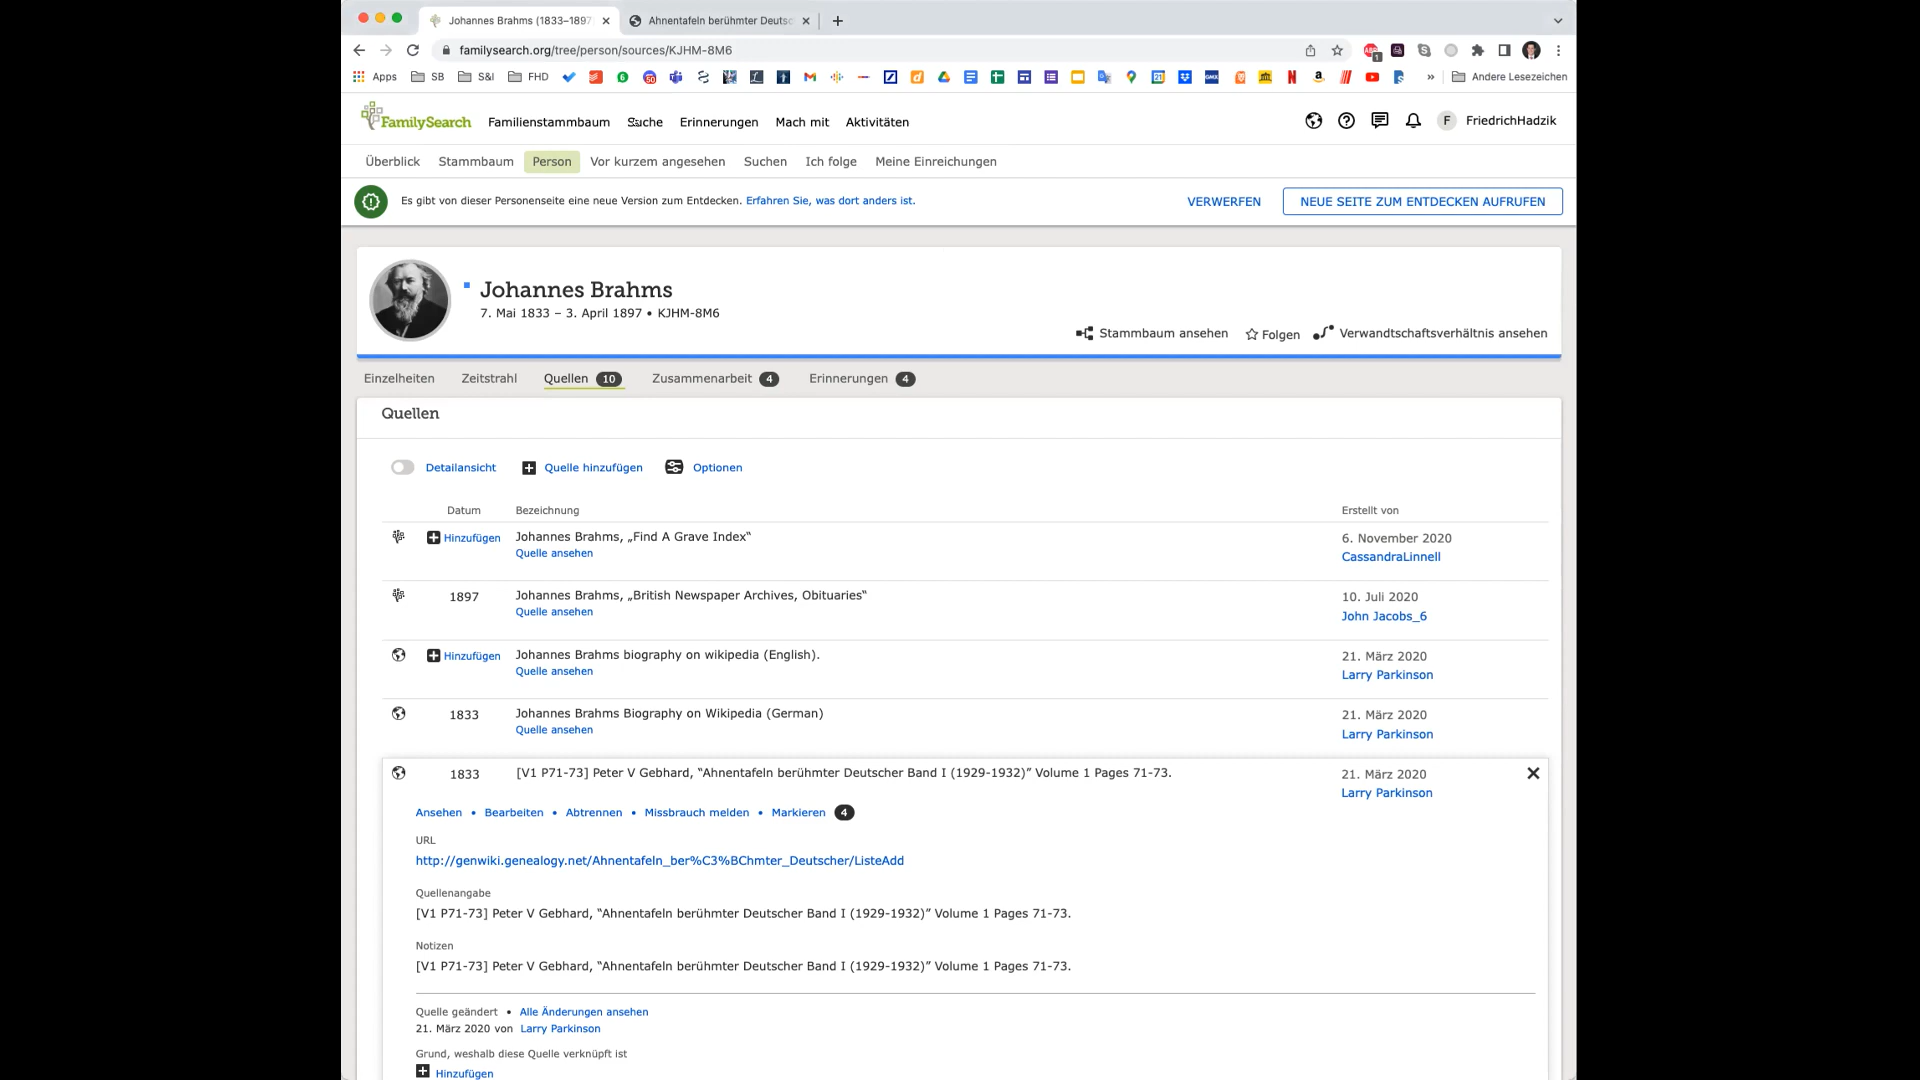 Johannes Brahms (1833–1897
Ahnentafeln berühmter Deutsc
familysearch.org/tree/person/sources/KJHM-8M6
Apps
SB
S&I
FHD
Andere Lesezeichen
FamilySearch
Familienstammbaum
Suche
Erinnerungen
Mach mit
Aktivitäten
F
FriedrichHadzik
Überblick
Stammbaum
Person
Vor kurzem angesehen
Suchen
Ich folge
Meine Einreichungen
Es gibt von dieser Personenseite eine neue Version zum Entdecken. Erfahren Sie, was dort anders ist.
VERWERFEN
NEUE SEITE ZUM ENTDECKEN AUFRUFEN
Johannes Brahms
7. Mai 1833 – 3. April 1897 • KJHM-8M6
Stammbaum ansehen
Folgen
Verwandtschaftsverhältnis ansehen
Einzelheiten
Zeitstrahl
Quellen 10
Zusammenarbeit 4
Erinnerungen 4
Quellen
Detailansicht
Quelle hinzufügen
Optionen
Datum
Bezeichnung
Erstellt von
Hinzufügen
Johannes Brahms, „Find A Grave Index“
Quelle ansehen
6. November 2020
CassandraLinnell
1897
Johannes Brahms, „British Newspaper Archives, Obituaries“
Quelle ansehen
10. Juli 2020
John Jacobs_6
Hinzufügen
Johannes Brahms biography on wikipedia (English).
Quelle ansehen
21. März 2020
Larry Parkinson
1833
Johannes Brahms Biography on Wikipedia (German)
Quelle ansehen
21. März 2020
Larry Parkinson
1833
[V1 P71-73] Peter V Gebhard, “Ahnentafeln berühmter Deutscher Band I (1929-1932)” Volume 1 Pages 71-73.
21. März 2020
Larry Parkinson
Ansehen • Bearbeiten • Abtrennen • Missbrauch melden • Markieren 4
URL
http://genwiki.genealogy.net/Ahnentafeln_ber%C3%BChmter_Deutscher/ListeAdd
Quellenangabe
[V1 P71-73] Peter V Gebhard, “Ahnentafeln berühmter Deutscher Band I (1929-1932)” Volume 1 Pages 71-73.
Notizen
[V1 P71-73] Peter V Gebhard, “Ahnentafeln berühmter Deutscher Band I (1929-1932)” Volume 1 Pages 71-73.
Quelle geändert • Alle Änderungen ansehen
21. März 2020 von Larry Parkinson
Grund, weshalb diese Quelle verknüpft ist
Hinzufügen